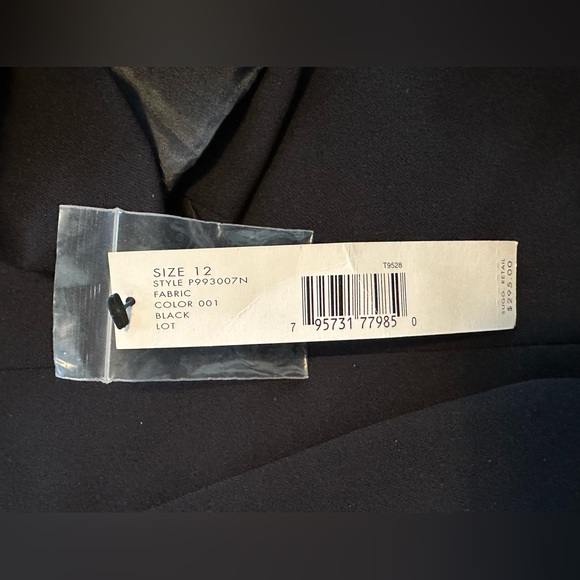 SIZE 12
STYLE P993007N
FABRIC
COLOR 001
BLACK
LOT
T9528
7 95731 77985 0
SUGG. RETAIL
$295.00